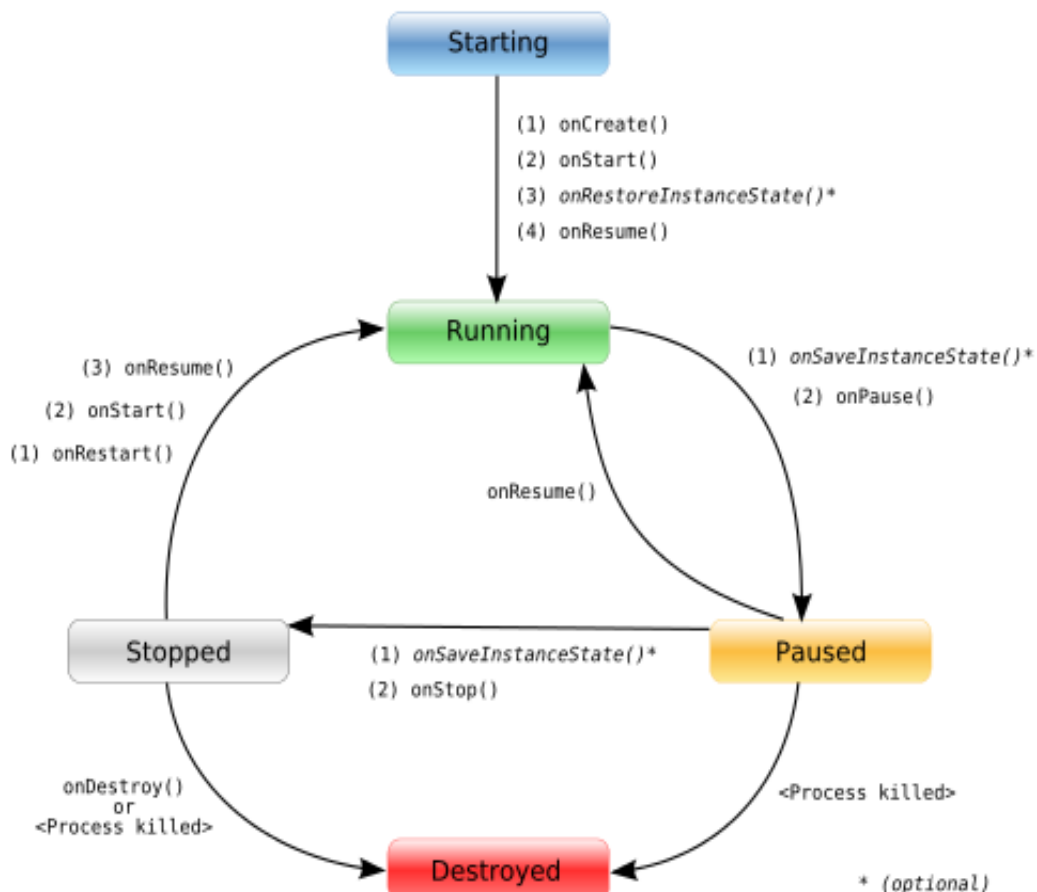 Starting
(1) onCreate()
(2) onStart()
(3) onRestoreInstanceState()*
(4) onResume()
Running
(3) onResume()
(2) onStart()
(1) onRestart()
(1) onSaveInstanceState()*
(2) onPause()
onResume()
Stopped
Paused
(1) onSaveInstanceState()*
(2) onStop()
onDestroy()
or
<Process killed>
<Process killed>
Destroyed
* (optional)